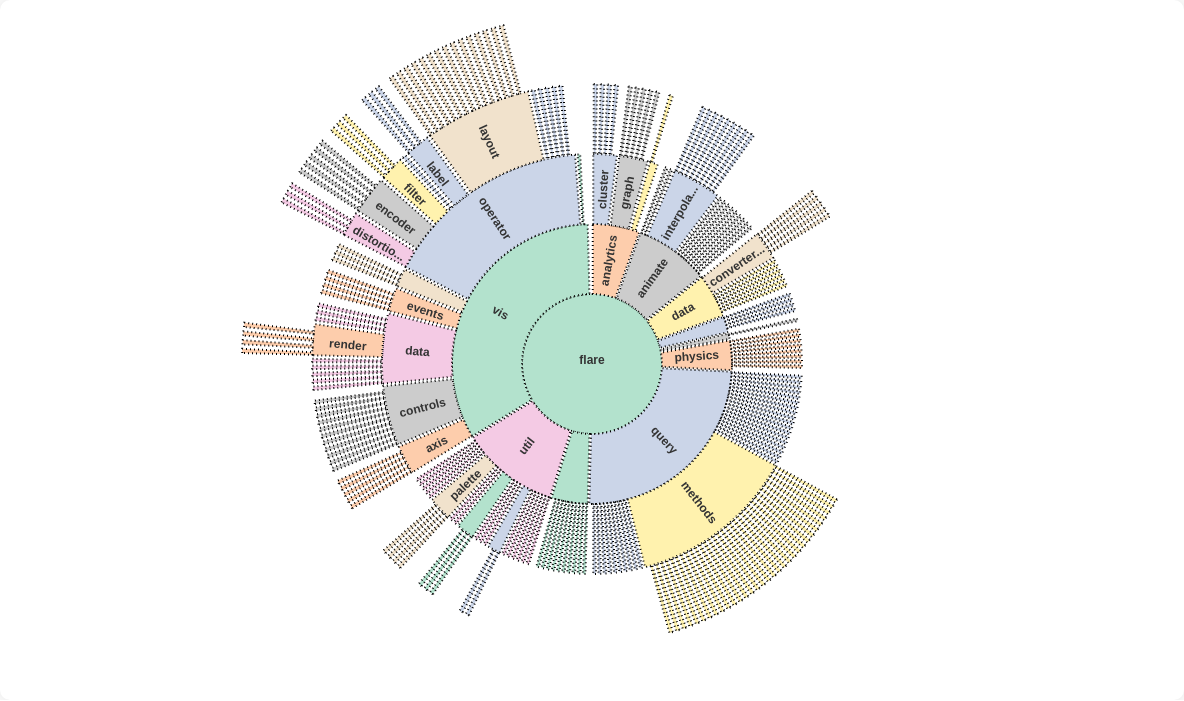 flare
vis
operator
layout
label
filter
encoder
distortio...
events
data
render
controls
axis
util
palette
query
methods
physics
data
converter...
animate
interpola...
analytics
cluster
graph